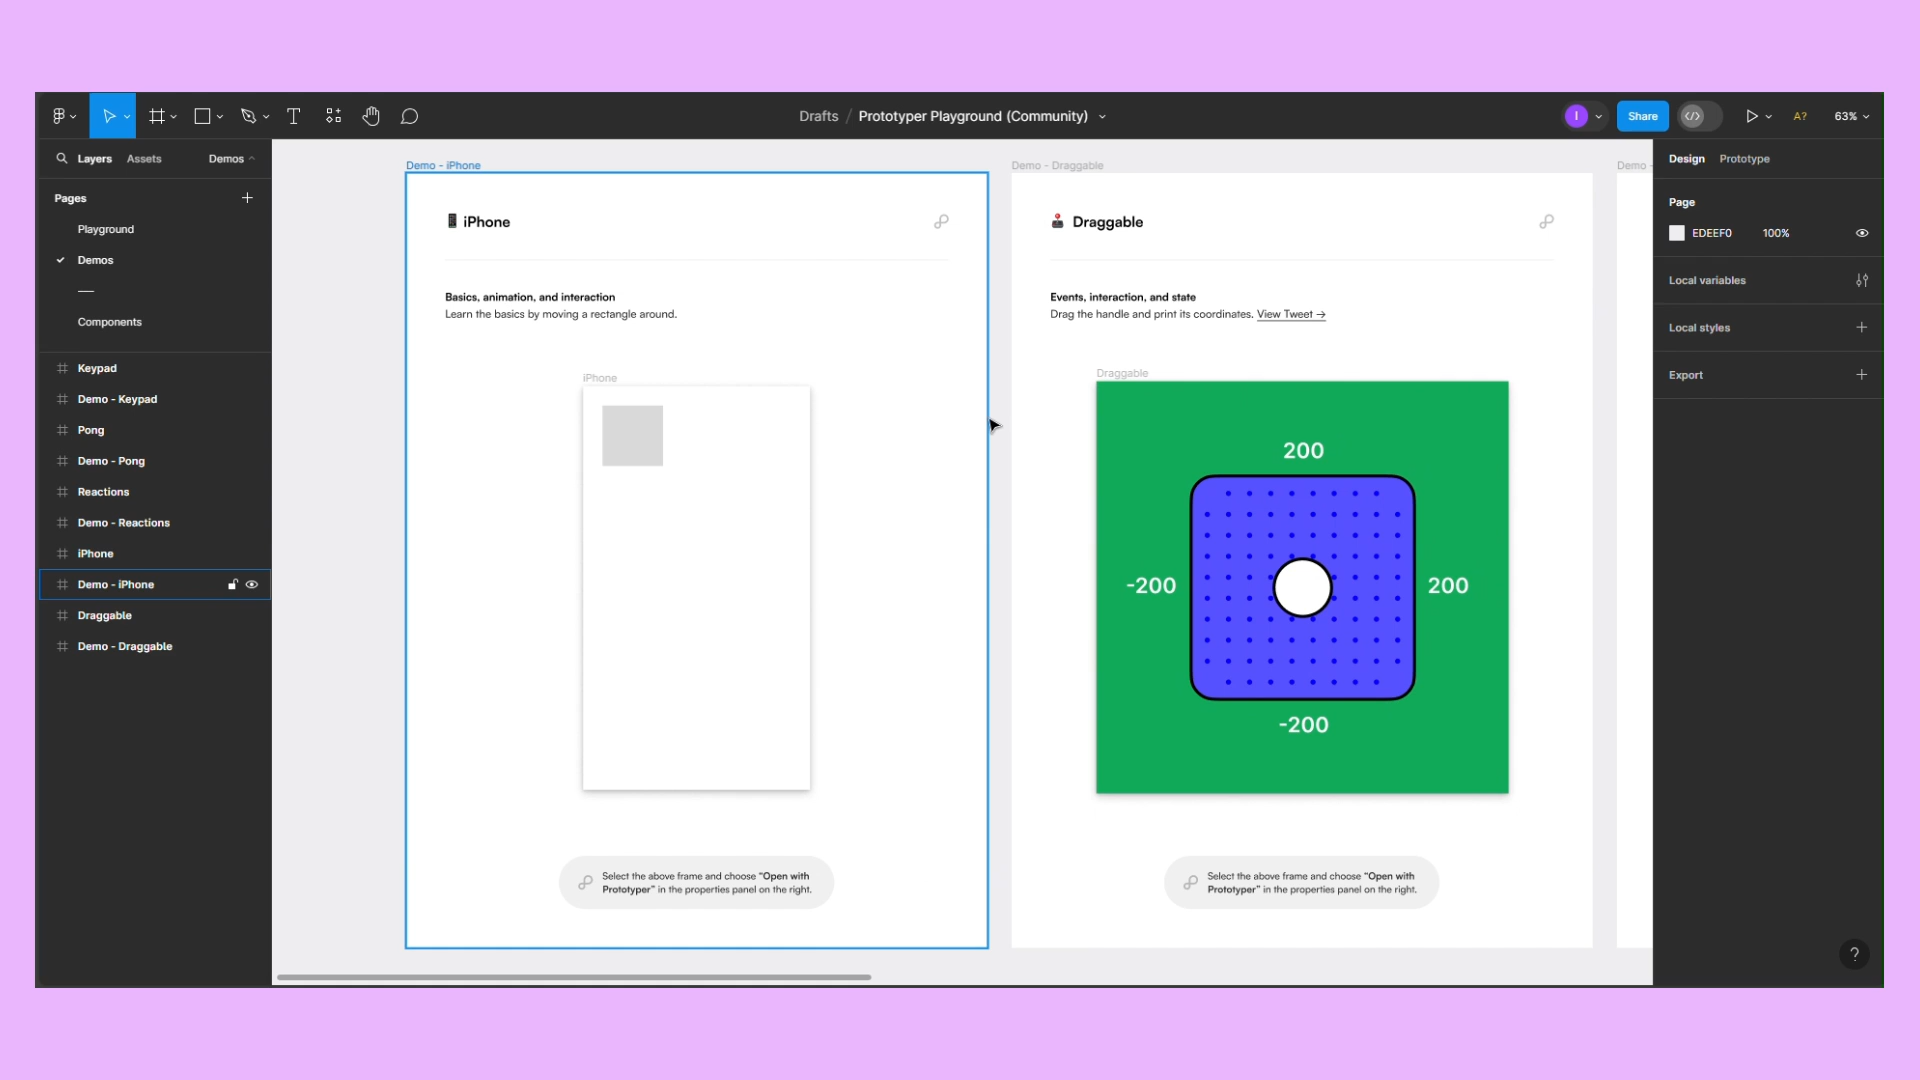 Drafts / Prototyper Playground (Community)
I
Share
A?
63%
Layers
Assets
Demos
Pages
Playground
Demos
Components
Keypad
Demo - Keypad
Pong
Demo - Pong
Reactions
Demo - Reactions
iPhone
Demo - iPhone
Draggable
Demo - Draggable
Demo - iPhone
iPhone
Basics, animation, and interaction
Learn the basics by moving a rectangle around.
iPhone
Select the above frame and choose “Open with
Prototyper” in the properties panel on the right.
Demo - Draggable
Draggable
Events, interaction, and state
Drag the handle and print its coordinates. View Tweet →
Draggable
200
-200
200
-200
Select the above frame and choose “Open with
Prototyper” in the properties panel on the right.
Demo -
Design
Prototype
Page
EDEEF0
100%
Local variables
Local styles
Export
?